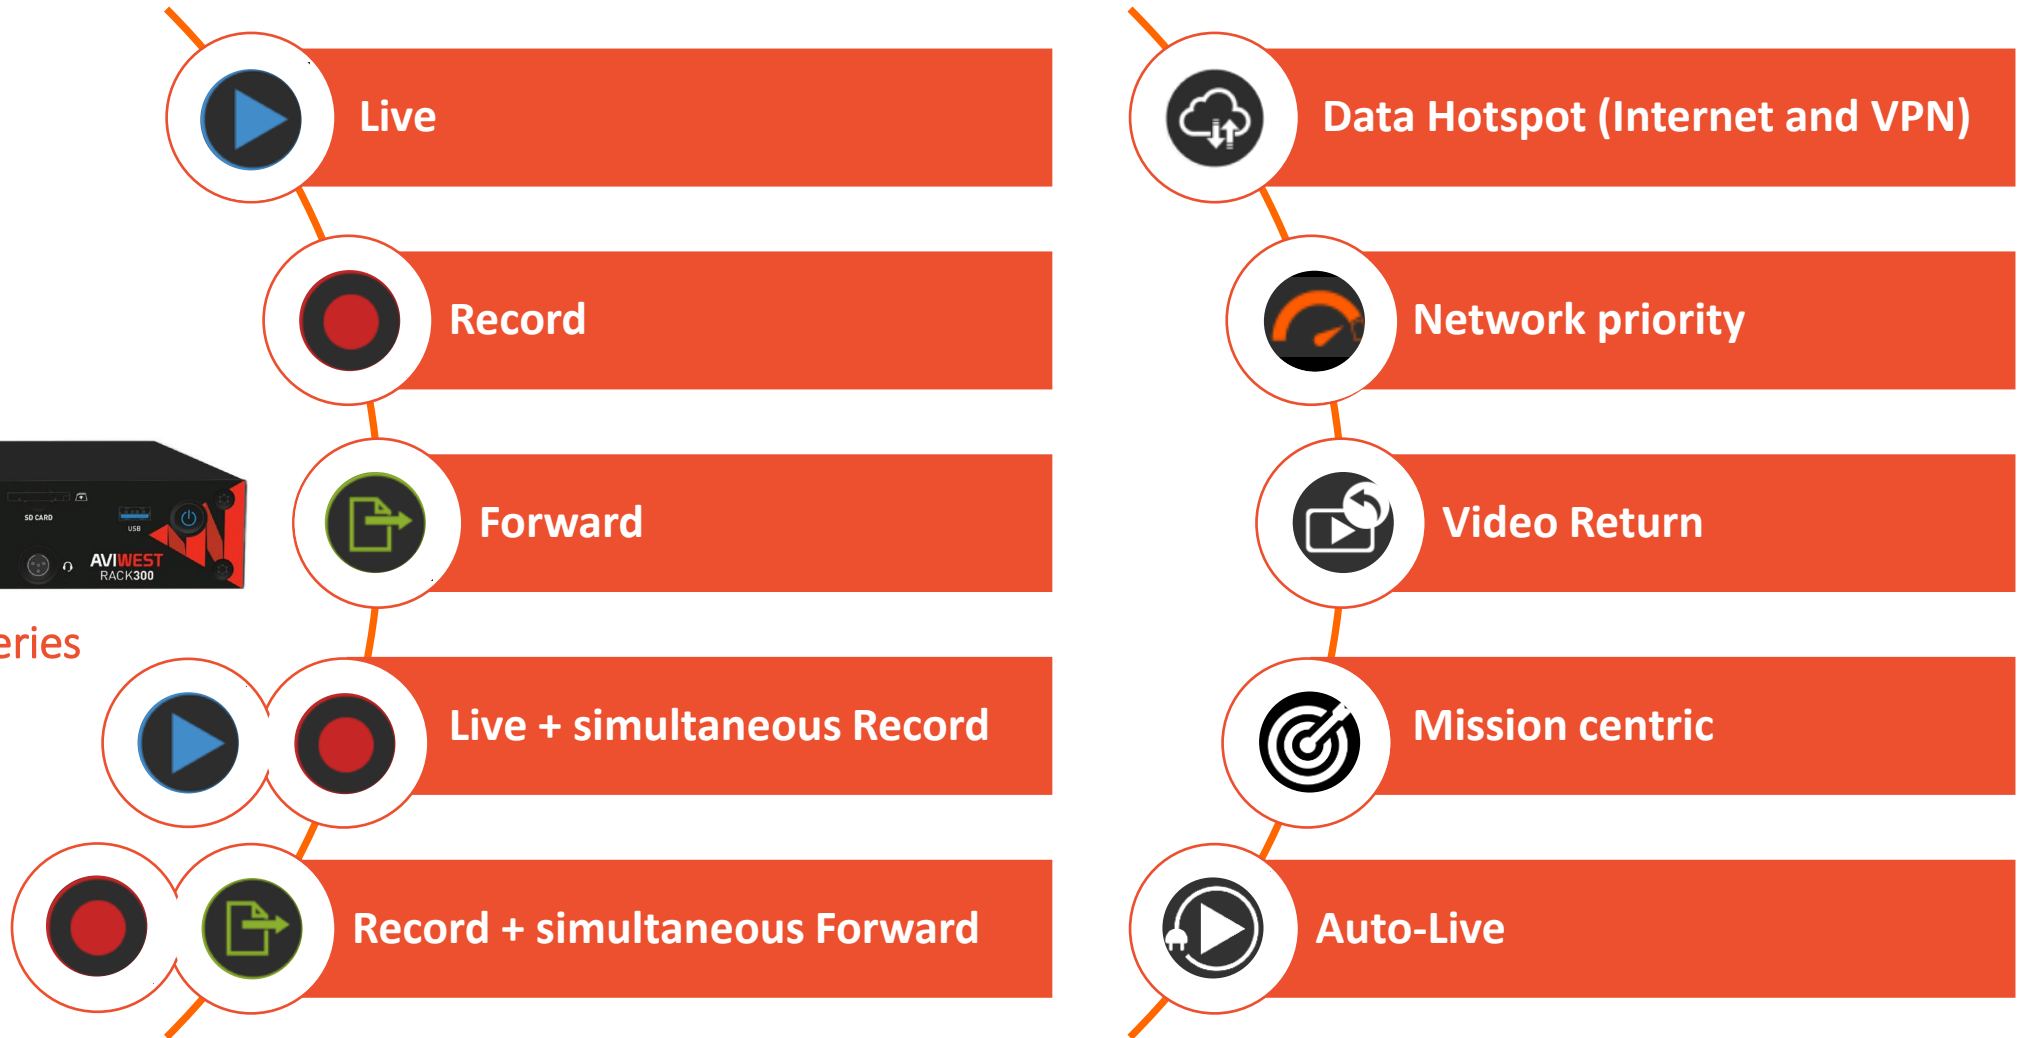 Live
Record
Forward
SD CARD
USB
AVIWEST
RACK300
eries
Live + simultaneous Record
Record + simultaneous Forward
Data Hotspot (Internet and VPN)
Network priority
Video Return
Mission centric
Auto-Live